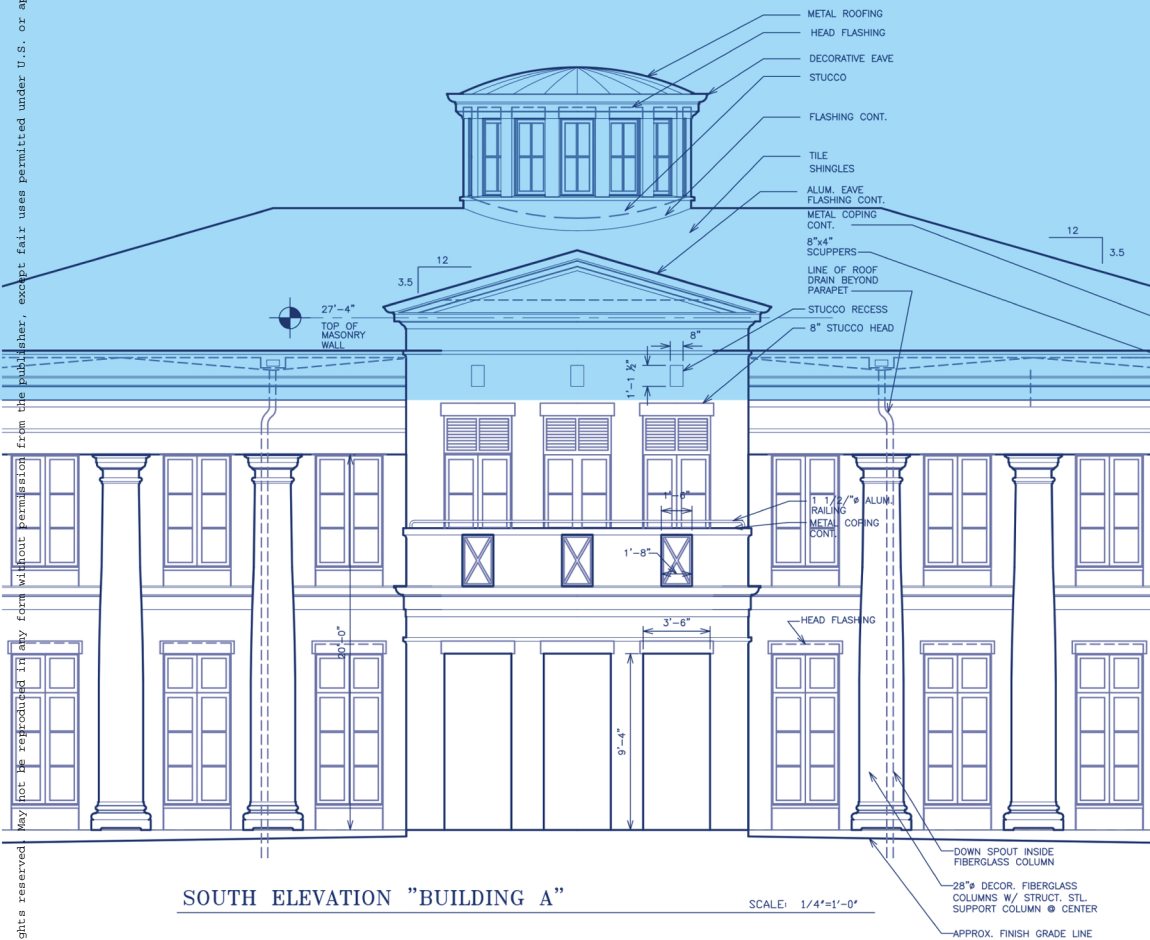 METAL ROOFING
HEAD FLASHING
DECORATIVE EAVE
STUCCO
FLASHING CONT.
TILE
SHINGLES
ALUM. EAVE
FLASHING CONT.
METAL COPING
CONT.
8"x4"
SCUPPERS
LINE OF ROOF
DRAIN BEYOND
PARAPET
STUCCO RECESS
8" STUCCO HEAD
12
3.5
12
3.5
27'-4"
TOP OF
MASONRY
WALL
8"
1'-1 ½"
1'-6"
1 1/2/"ø ALUM.
RAILING
METAL COPING
CONT.
1'-8"
3'-6"
HEAD FLASHING
20'-0"
9'-4"
DOWN SPOUT INSIDE
FIBERGLASS COLUMN
28"ø DECOR. FIBERGLASS
COLUMNS W/ STRUCT. STL.
SUPPORT COLUMN @ CENTER
APPROX. FINISH GRADE LINE
SOUTH ELEVATION "BUILDING A"
SCALE: 1/4"=1'-0"
ghts reserved. May not be reproduced in any form without permission from the publisher, except fair uses permitted under U.S. or ap